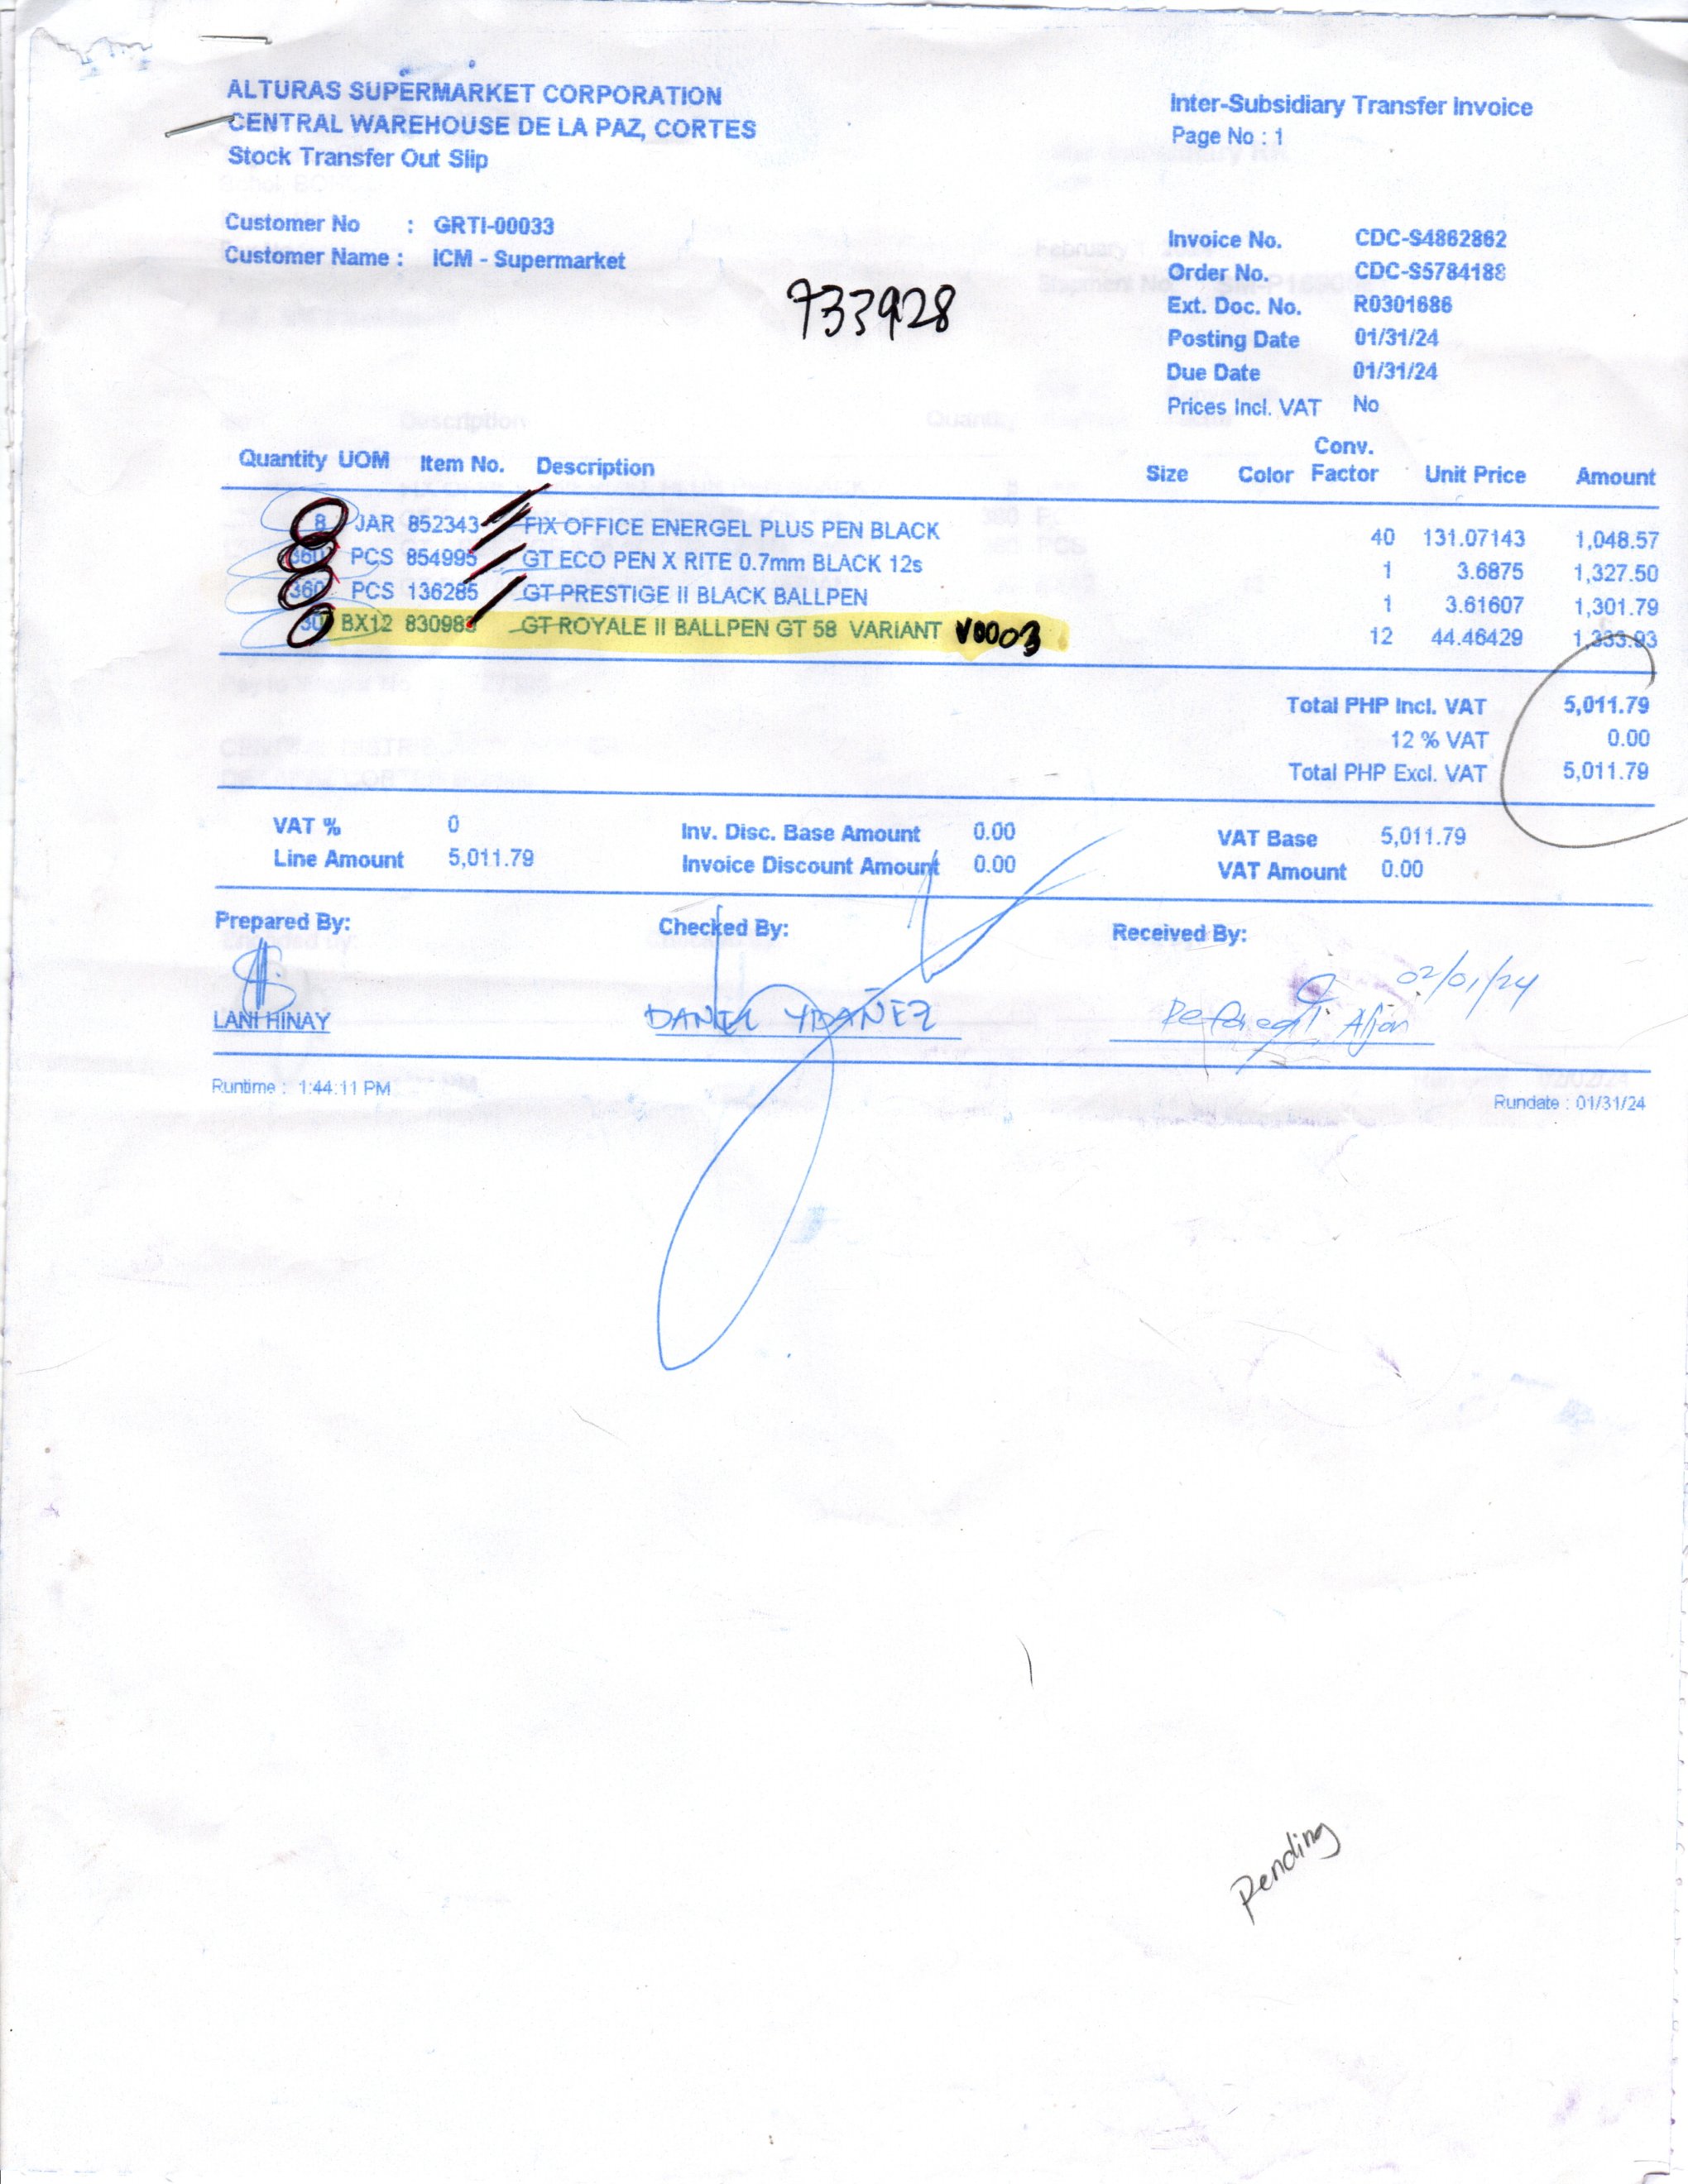 ALTURAS SUPERMARKET CORPORATION
CENTRAL WAREHOUSE DE LA PAZ, CORTES
Stock Transfer Out Slip
Inter-Subsidiary Transfer Invoice
Page No : 1
Customer No : GRTI-00033
Customer Name : ICM - Supermarket
933928
Invoice No. CDC-S4862862
Order No. CDC-S5784188
Ext. Doc. No. R0301686
Posting Date 01/31/24
Due Date 01/31/24
Prices Incl. VAT No
Quantity UOM Item No. Description Size Color Conv. Factor Unit Price Amount
8 JAR 852343 FIX OFFICE ENERGEL PLUS PEN BLACK 40 131.07143 1,048.57
360 PCS 854995 GT ECO PEN X RITE 0.7mm BLACK 12s 1 3.6875 1,327.50
360 PCS 136285 GT PRESTIGE II BLACK BALLPEN 1 3.61607 1,301.79
30 BX12 830983 GT ROYALE II BALLPEN GT 58 VARIANT V0003 12 44.46429 1,333.93
Total PHP Incl. VAT 5,011.79
12 % VAT 0.00
Total PHP Excl. VAT 5,011.79
VAT % 0 Inv. Disc. Base Amount 0.00 VAT Base 5,011.79
Line Amount 5,011.79 Invoice Discount Amount 0.00 VAT Amount 0.00
Prepared By: Checked By: Received By:
02/01/24
LANI HINAY DANIEL YBAÑEZ
Runtime : 1:44:11 PM Rundate : 01/31/24
Pending